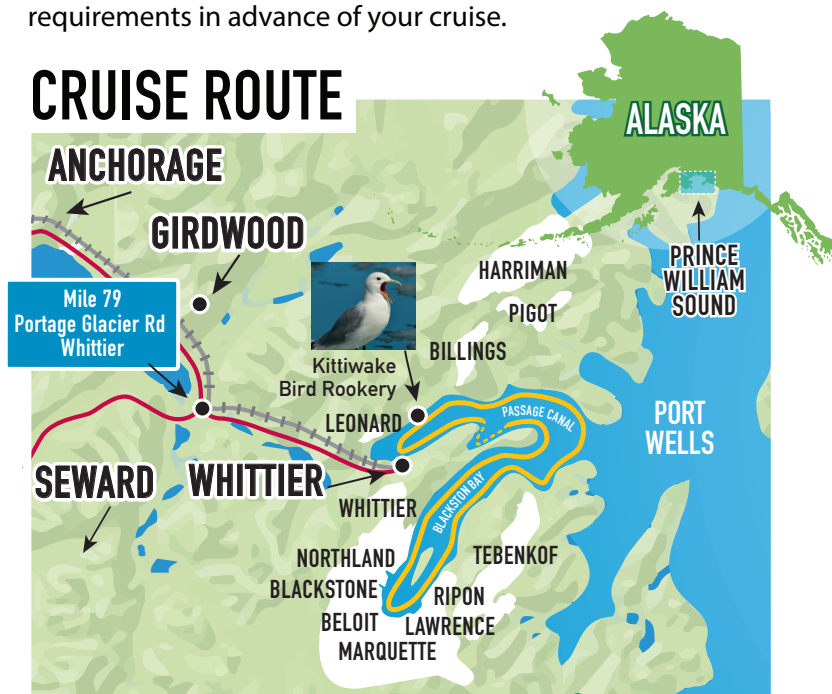 requirements in advance of your cruise.
CRUISE ROUTE
ALASKA
ANCHORAGE
GIRDWOOD
PRINCE
WILLIAM
SOUND
HARRIMAN
Mile 79
Portage Glacier Rd
Whittier
PIGOT
BILLINGS
Kittiwake
Bird Rookery
LEONARD
PASSAGE CANAL
PORT
WELLS
SEWARD
WHITTIER
WHITTIER
BLACKSTON BAY
NORTHLAND
TEBENKOF
BLACKSTONE
RIPON
BELOIT
LAWRENCE
MARQUETTE